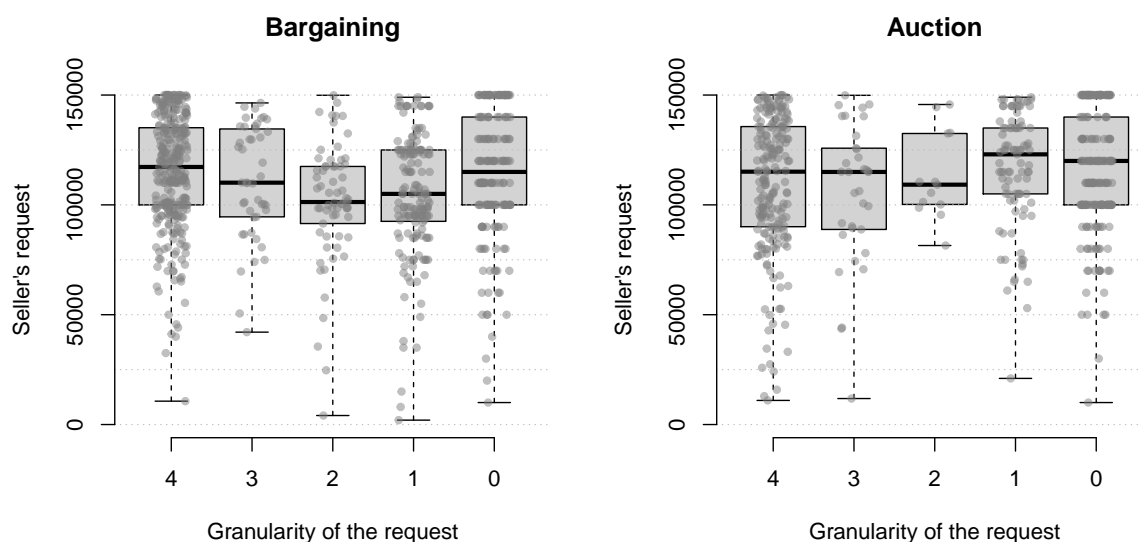 Bargaining
Seller's request
150000
100000
50000
0
4 3 2 1 0
Granularity of the request
Auction
Seller's request
150000
100000
50000
0
4 3 2 1 0
Granularity of the request